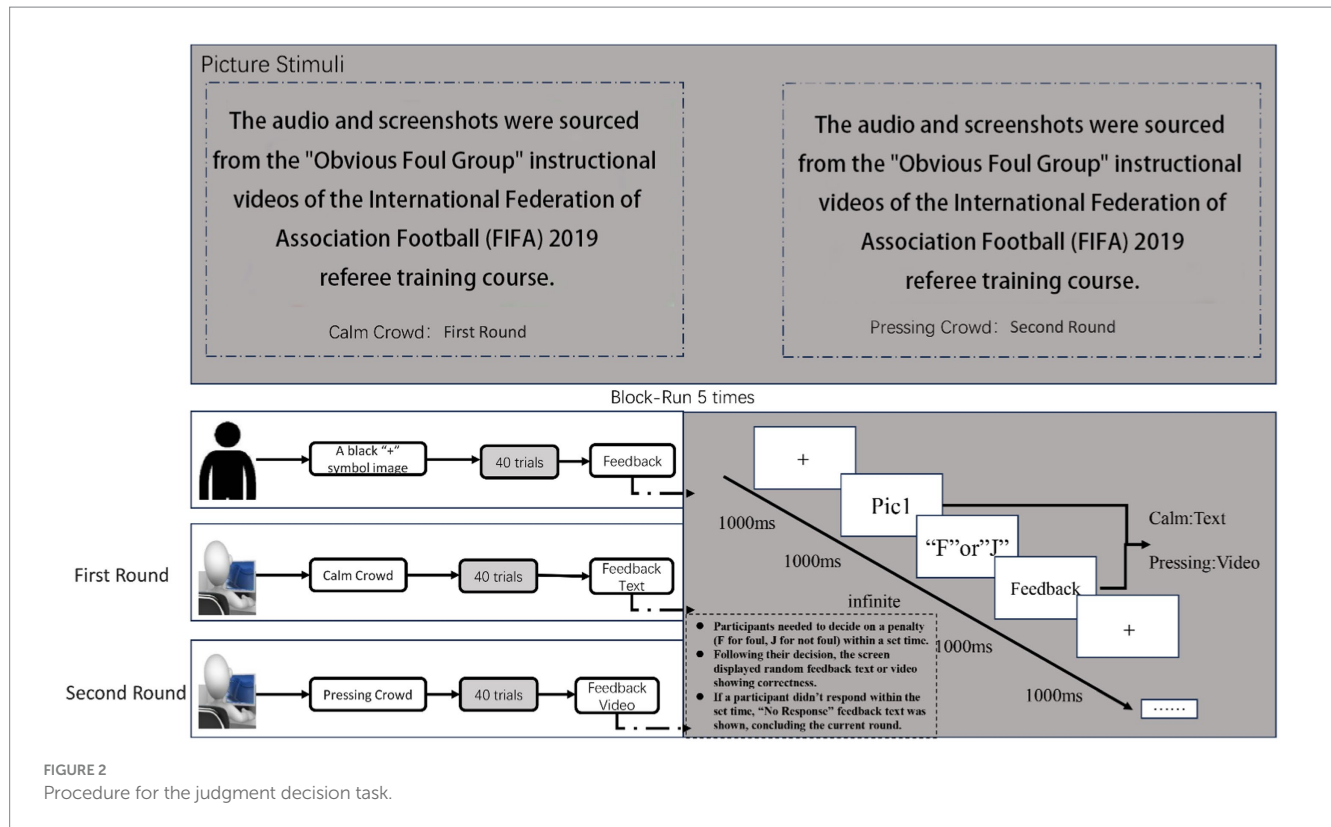 Picture Stimuli
The audio and screenshots were sourced
from the "Obvious Foul Group" instructional
videos of the International Federation of
Association Football (FIFA) 2019
referee training course.
Calm Crowd: First Round
The audio and screenshots were sourced
from the "Obvious Foul Group" instructional
videos of the International Federation of
Association Football (FIFA) 2019
referee training course.
Pressing Crowd: Second Round
Block-Run 5 times
A black "+"
symbol image
40 trials
Feedback
First Round
Calm Crowd
40 trials
Feedback
Text
Second Round
Pressing Crowd
40 trials
Feedback
Video
+
Pic1
“F”or”J”
Feedback
+
1000ms
1000ms
infinite
1000ms
1000ms
......
Calm:Text
Pressing:Video
● Participants needed to decide on a penalty
(F for foul, J for not foul) within a set time.
● Following their decision, the screen
displayed random feedback text or video
showing correctness.
● If a participant didn’t respond within the
set time, “No Response” feedback text was
shown, concluding the current round.
FIGURE 2
Procedure for the judgment decision task.